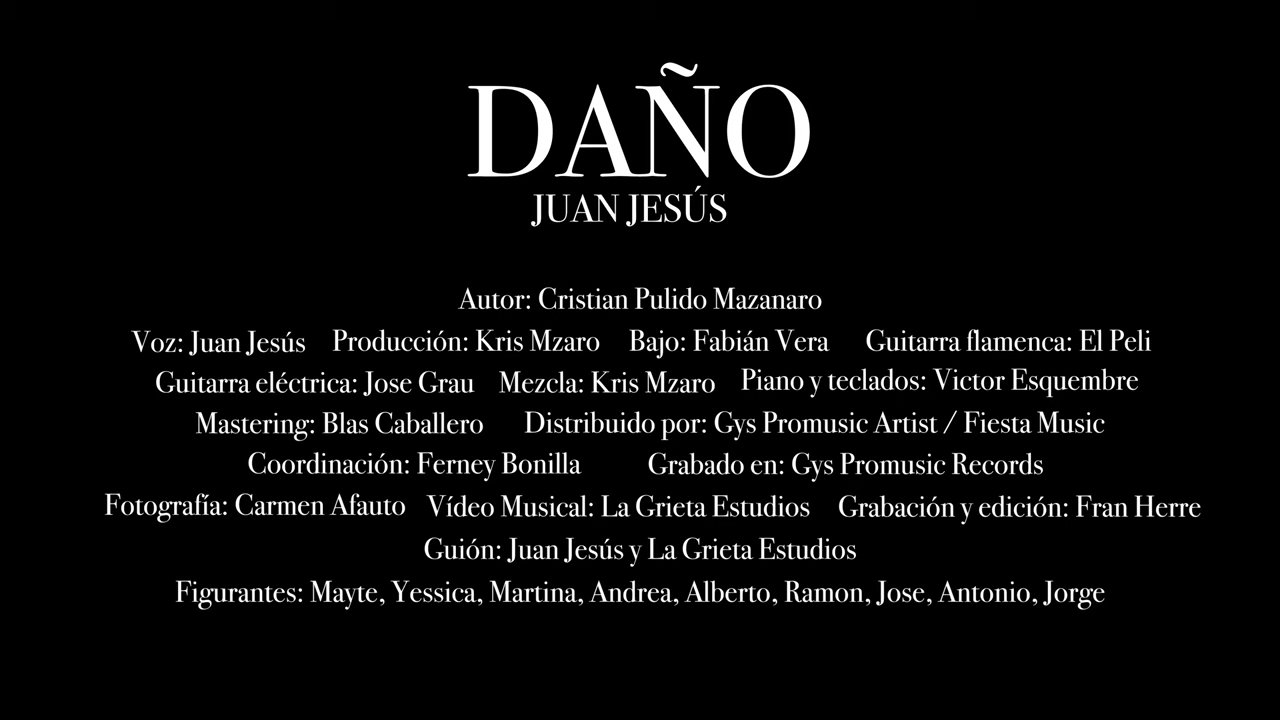 DAÑO
JUAN JESÚS
Autor: Cristian Pulido Mazanaro
Voz: Juan Jesús Producción: Kris Mzaro Bajo: Fabián Vera Guitarra flamenca: El Peli
Guitarra eléctrica: Jose Grau Mezcla: Kris Mzaro Piano y teclados: Victor Esquembre
Mastering: Blas Caballero Distribuido por: Gys Promusic Artist / Fiesta Music
Coordinación: Ferney Bonilla Grabado en: Gys Promusic Records
Fotografía: Carmen Afauto Vídeo Musical: La Grieta Estudios Grabación y edición: Fran Herre
Guión: Juan Jesús y La Grieta Estudios
Figurantes: Mayte, Yessica, Martina, Andrea, Alberto, Ramon, Jose, Antonio, Jorge